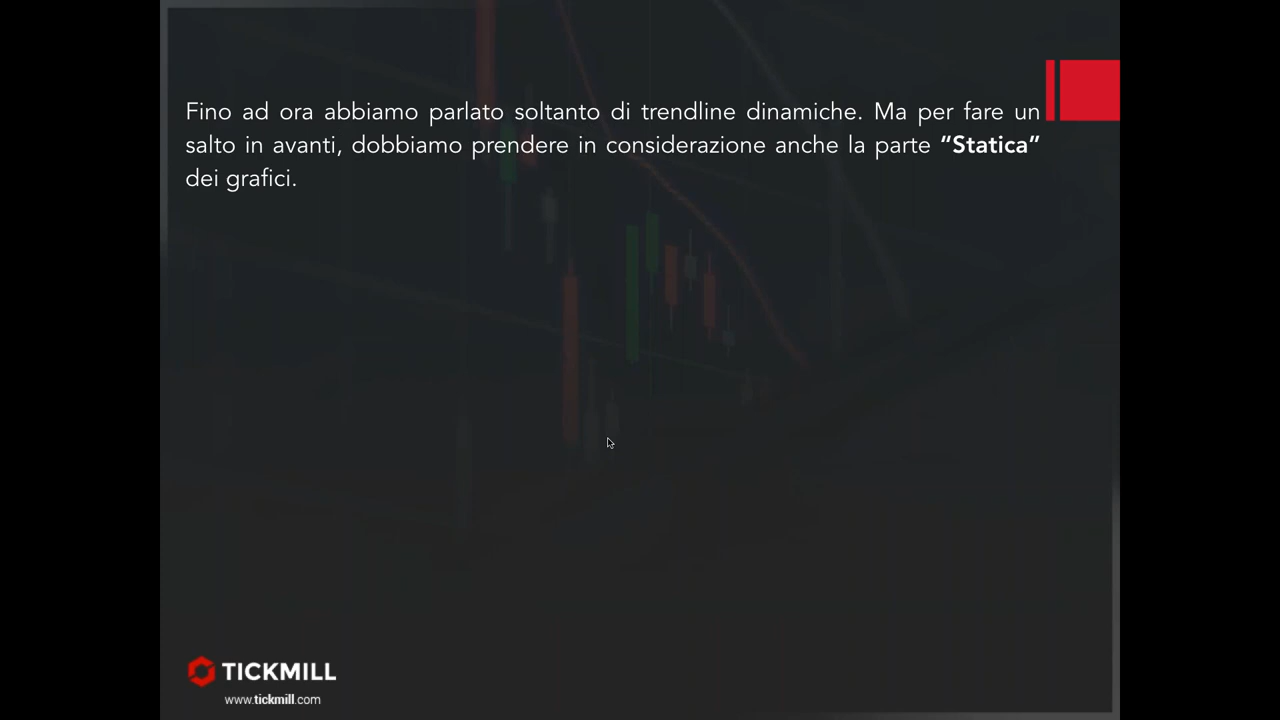 Fino ad ora abbiamo parlato soltanto di trendline dinamiche. Ma per fare un
salto in avanti, dobbiamo prendere in considerazione anche la parte “Statica”
dei grafici.
TICKMILL
www.tickmill.com